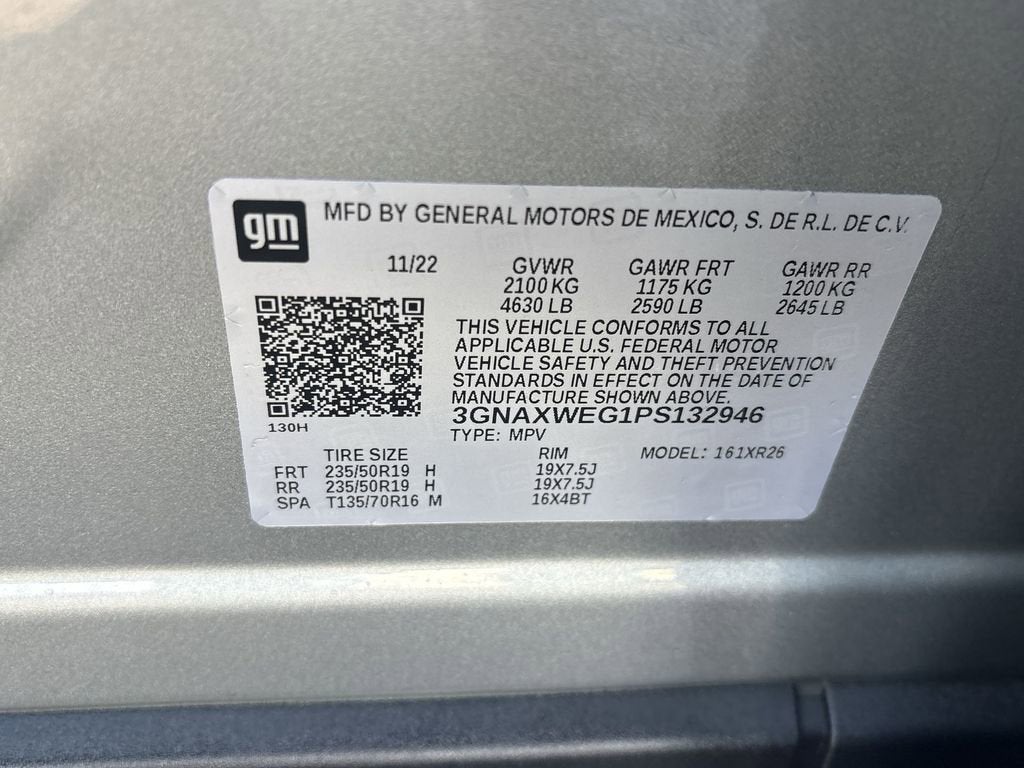 gm
MFD BY GENERAL MOTORS DE MEXICO, S. DE R.L. DE C.V.
11/22 GVWR GAWR FRT GAWR RR
2100 KG 1175 KG 1200 KG
4630 LB 2590 LB 2645 LB
THIS VEHICLE CONFORMS TO ALL
APPLICABLE U.S. FEDERAL MOTOR
VEHICLE SAFETY AND THEFT PREVENTION
STANDARDS IN EFFECT ON THE DATE OF
MANUFACTURE SHOWN ABOVE.
3GNAXWEG1PS132946
130H
TYPE: MPV
TIRE SIZE RIM MODEL: 161XR26
FRT 235/50R19 H 19X7.5J
RR 235/50R19 H 19X7.5J
SPA T135/70R16 M 16X4BT